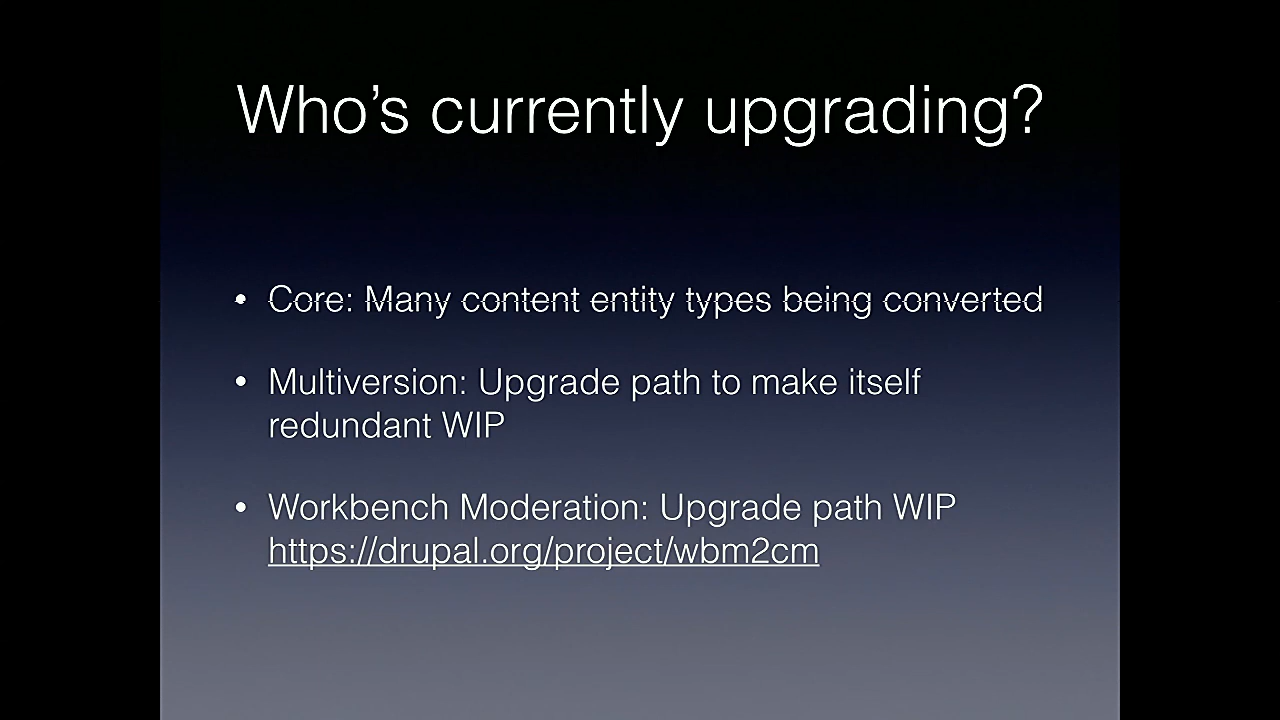 Who’s currently upgrading?
• Core: Many content entity types being converted
• Multiversion: Upgrade path to make itself
redundant WIP
• Workbench Moderation: Upgrade path WIP
https://drupal.org/project/wbm2cm